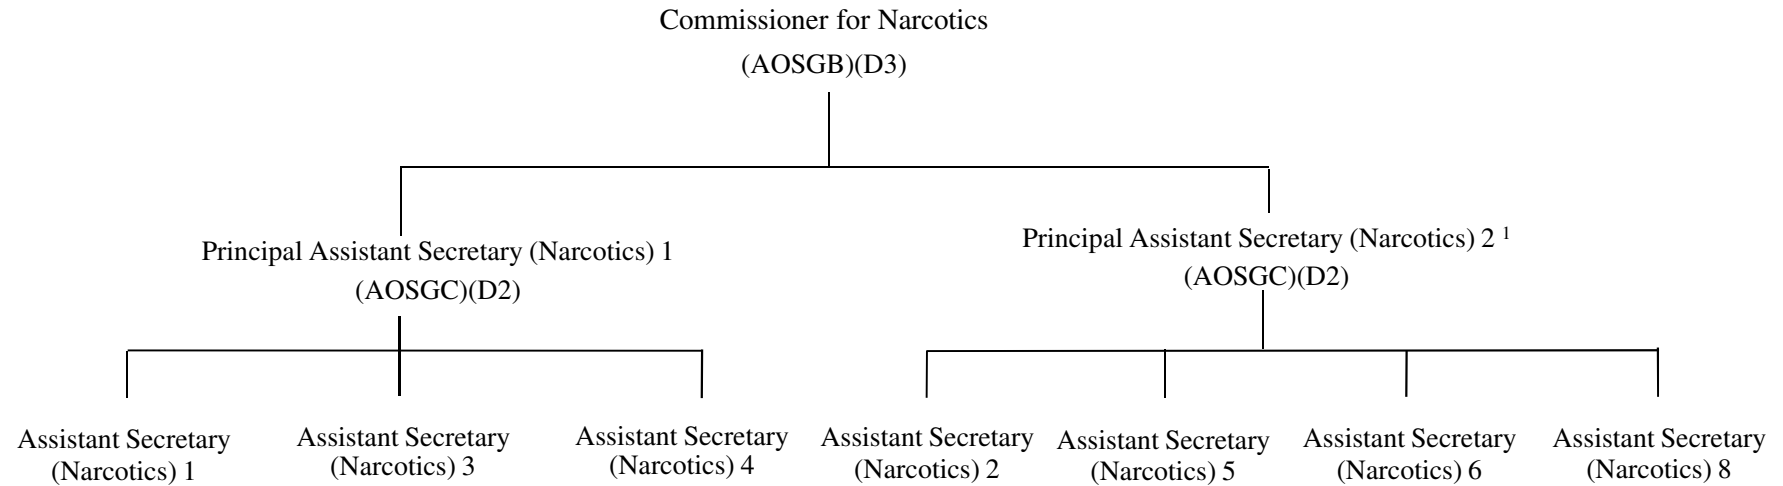 Commissioner for Narcotics
(AOSGB)(D3)
Principal Assistant Secretary (Narcotics) 1
(AOSGC)(D2)
Principal Assistant Secretary (Narcotics) 2 ¹
(AOSGC)(D2)
Assistant Secretary
(Narcotics) 1
Assistant Secretary
(Narcotics) 3
Assistant Secretary
(Narcotics) 4
Assistant Secretary
(Narcotics) 2
Assistant Secretary
(Narcotics) 5
Assistant Secretary
(Narcotics) 6
Assistant Secretary
(Narcotics) 8